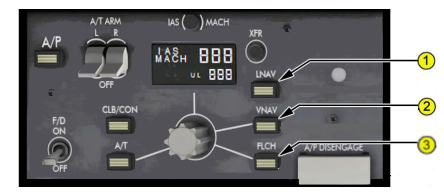 A/T ARM
L R
OFF
IAS MACH
XFR
A/P
IAS
MACH 888
UL 888
LNAV
1
CLB/CON
VNAV
2
F/D
ON
OFF
A/T
FLCH
3
A/P DISENGAGE